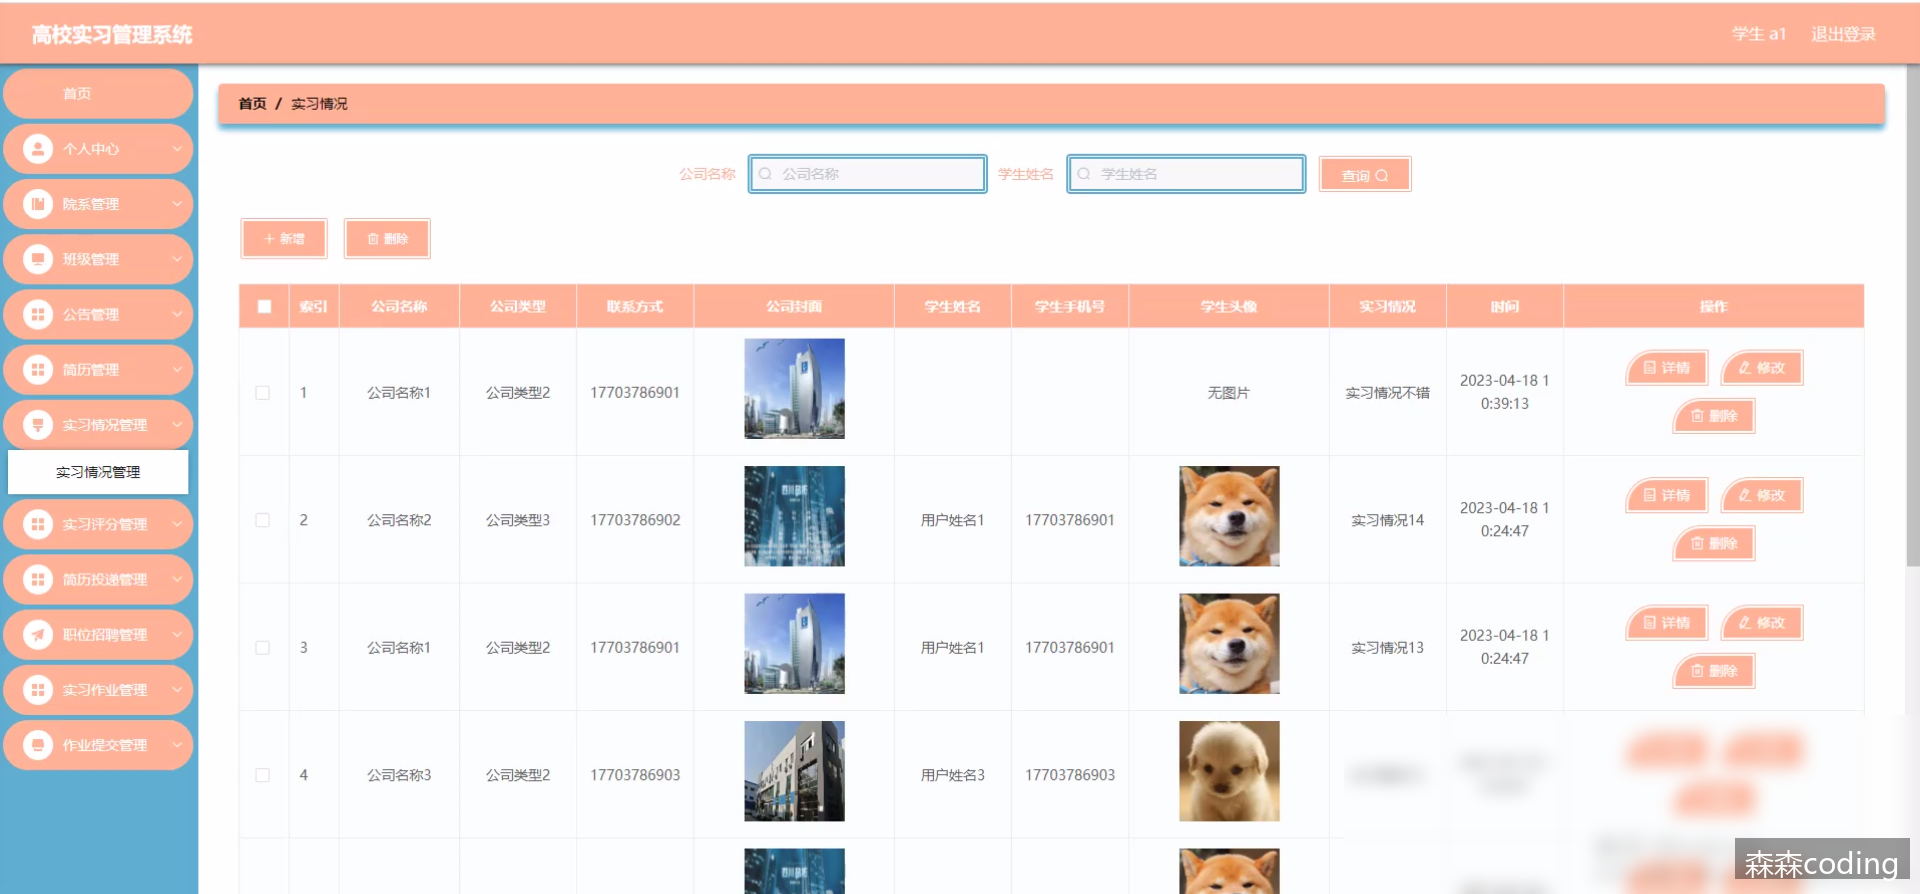 高校实习管理系统
学生 a1 退出登录
首页
个人中心
院系管理
班级管理
公告管理
简历管理
实习情况管理
实习情况管理
实习评分管理
简历投递管理
职位招聘管理
实习作业管理
作业提交管理
首页 / 实习情况
公司名称 公司名称 学生姓名 学生姓名 查询
新增 删除
索引 公司名称 公司类型 联系方式 公司封面 学生姓名 学生手机号 学生头像 实习情况 时间 操作
1 公司名称1 公司类型2 17703786901 无图片 实习情况不错 2023-04-18 1
0:39:13
详情 修改
删除
2 公司名称2 公司类型3 17703786902 用户姓名1 17703786901 实习情况14 2023-04-18 1
0:24:47
详情 修改
删除
3 公司名称1 公司类型2 17703786901 用户姓名1 17703786901 实习情况13 2023-04-18 1
0:24:47
详情 修改
删除
4 公司名称3 公司类型2 17703786903 用户姓名3 17703786903
森森coding